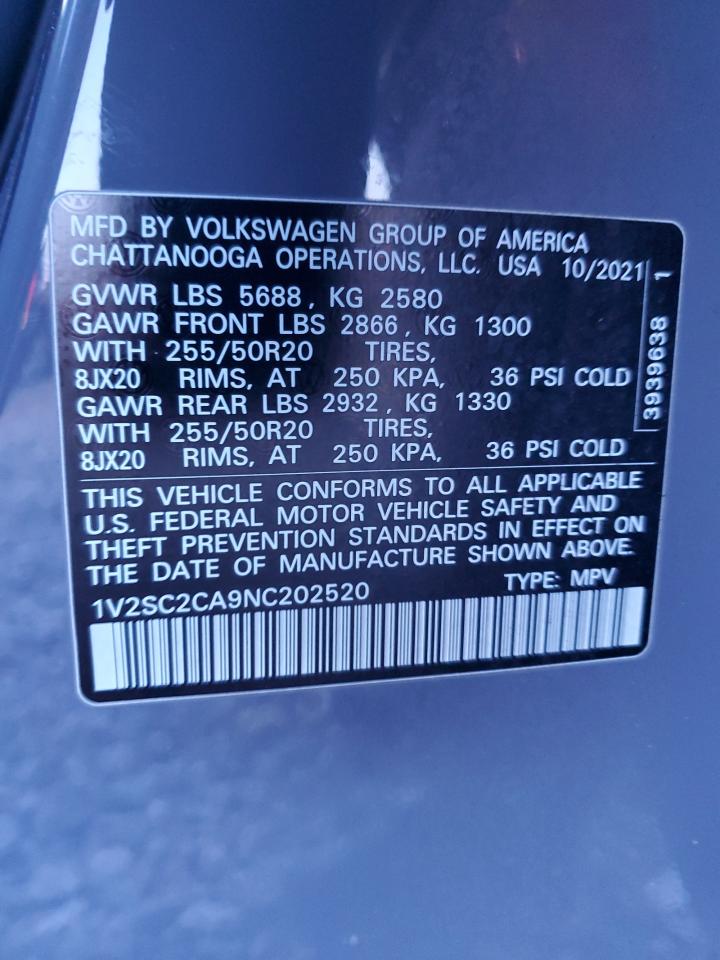 MFD BY VOLKSWAGEN GROUP OF AMERICA
CHATTANOOGA OPERATIONS, LLC. USA 10/2021
GVWR LBS 5688, KG 2580
GAWR FRONT LBS 2866, KG 1300
WITH 255/50R20 TIRES,
8JX20 RIMS, AT 250 KPA, 36 PSI COLD
GAWR REAR LBS 2932, KG 1330
WITH 255/50R20 TIRES,
8JX20 RIMS, AT 250 KPA, 36 PSI COLD
3939638 1
THIS VEHICLE CONFORMS TO ALL APPLICABLE
U.S. FEDERAL MOTOR VEHICLE SAFETY AND
THEFT PREVENTION STANDARDS IN EFFECT ON
THE DATE OF MANUFACTURE SHOWN ABOVE.
1V2SC2CA9NC202520 TYPE: MPV